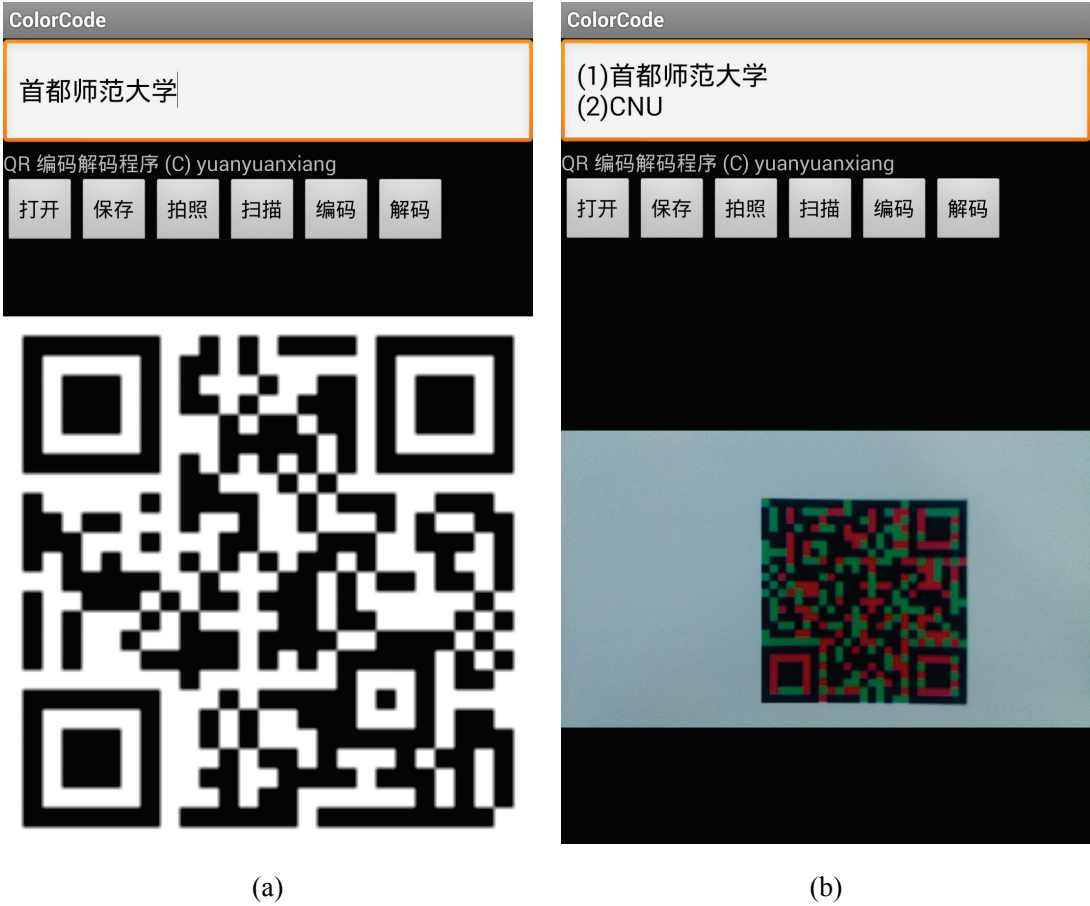 ColorCode
首都师范大学
QR 编码解码程序 (C) yuanyuanxiang
打开 保存 拍照 扫描 编码 解码
(a)
ColorCode
(1)首都师范大学
(2)CNU
QR 编码解码程序 (C) yuanyuanxiang
打开 保存 拍照 扫描 编码 解码
(b)